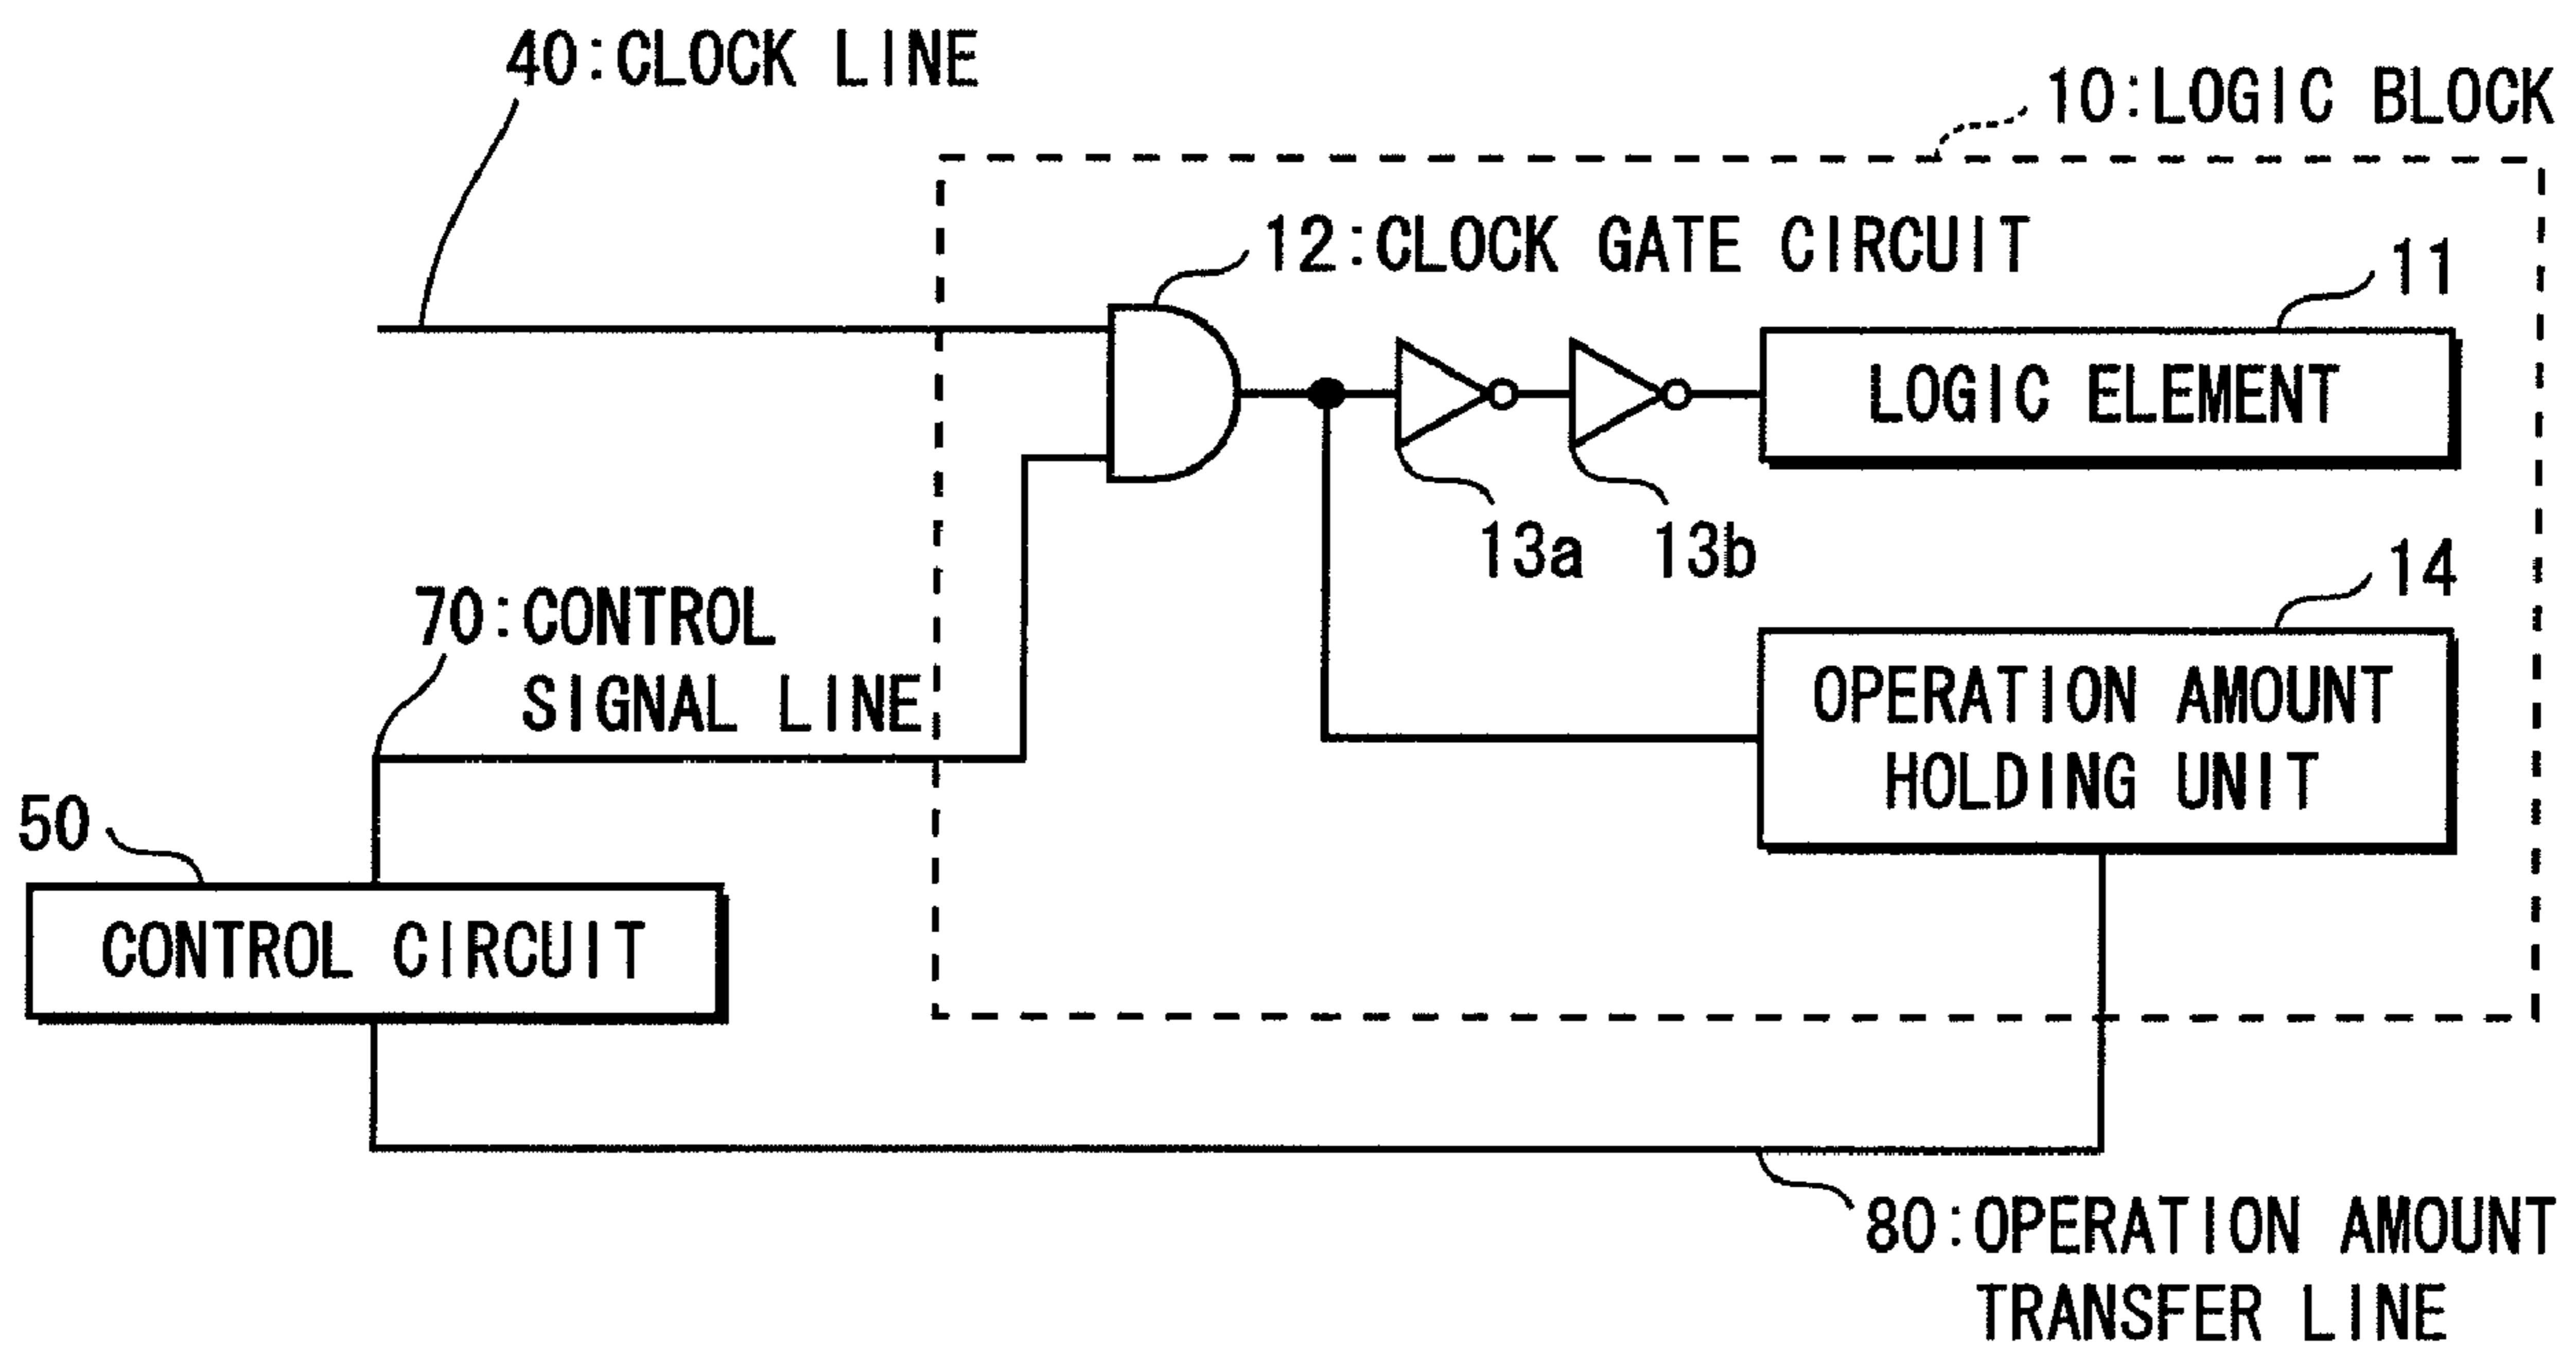 40:CLOCK LINE
10:LOGIC BLOCK
12:CLOCK GATE CIRCUIT
11
LOGIC ELEMENT
13a
13b
14
70:CONTROL
SIGNAL LINE
OPERATION AMOUNT
HOLDING UNIT
50
CONTROL CIRCUIT
80:OPERATION AMOUNT
TRANSFER LINE